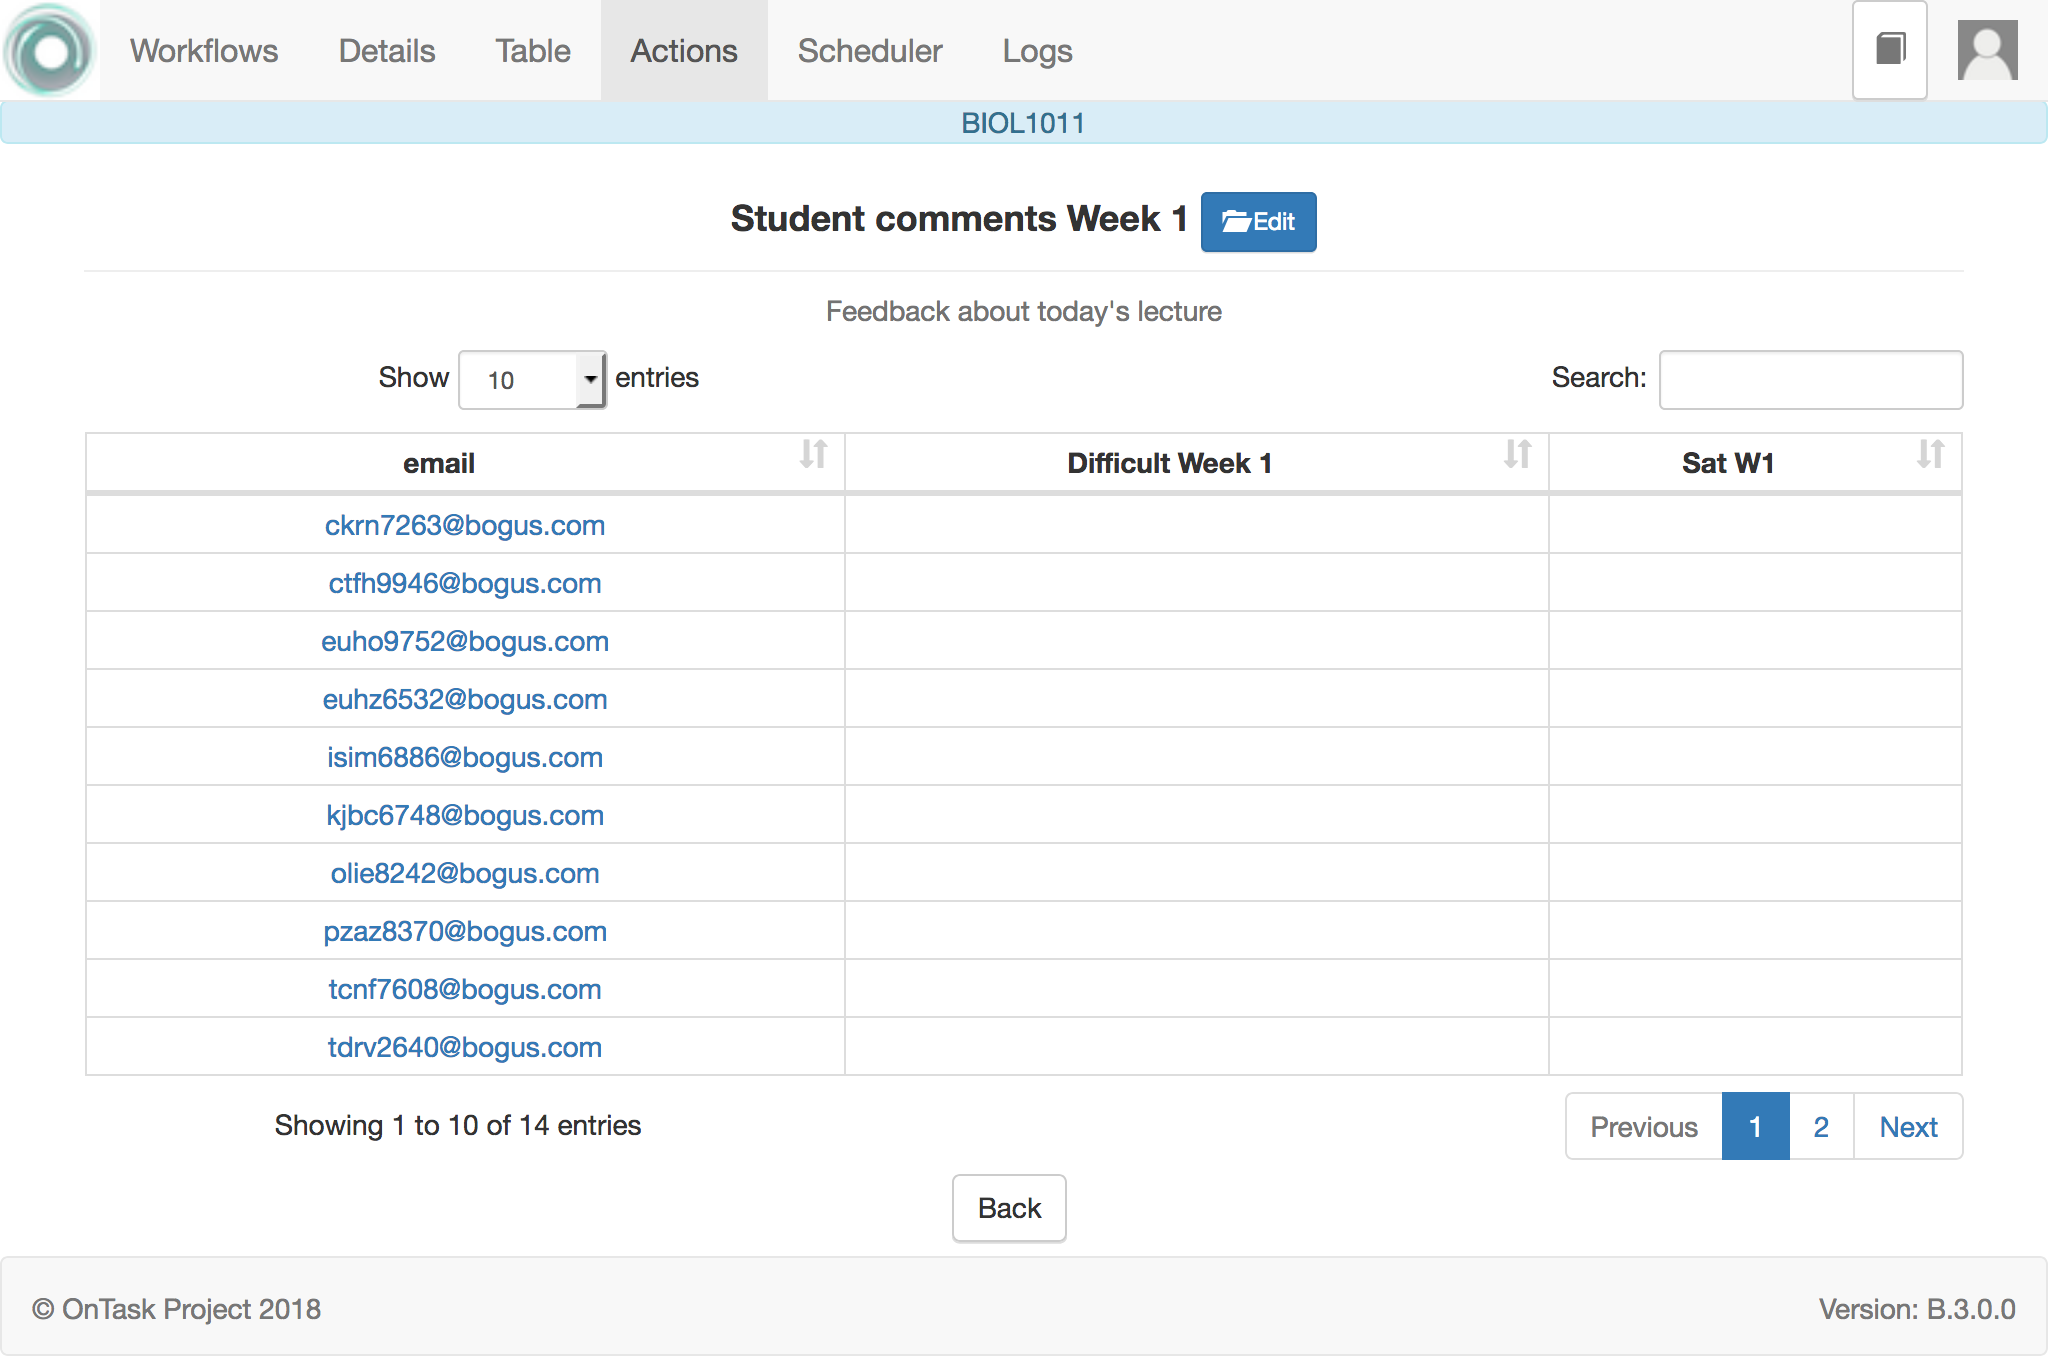 Workflows Details Table Actions Scheduler Logs
BIOL1011
Student comments Week 1 Edit
Feedback about today's lecture
Show 10 entries Search:
email Difficult Week 1 Sat W1
ckrn7263@bogus.com
ctfh9946@bogus.com
euho9752@bogus.com
euhz6532@bogus.com
isim6886@bogus.com
kjbc6748@bogus.com
olie8242@bogus.com
pzaz8370@bogus.com
tcnf7608@bogus.com
tdrv2640@bogus.com
Showing 1 to 10 of 14 entries Previous 1 2 Next
Back
© OnTask Project 2018 Version: B.3.0.0